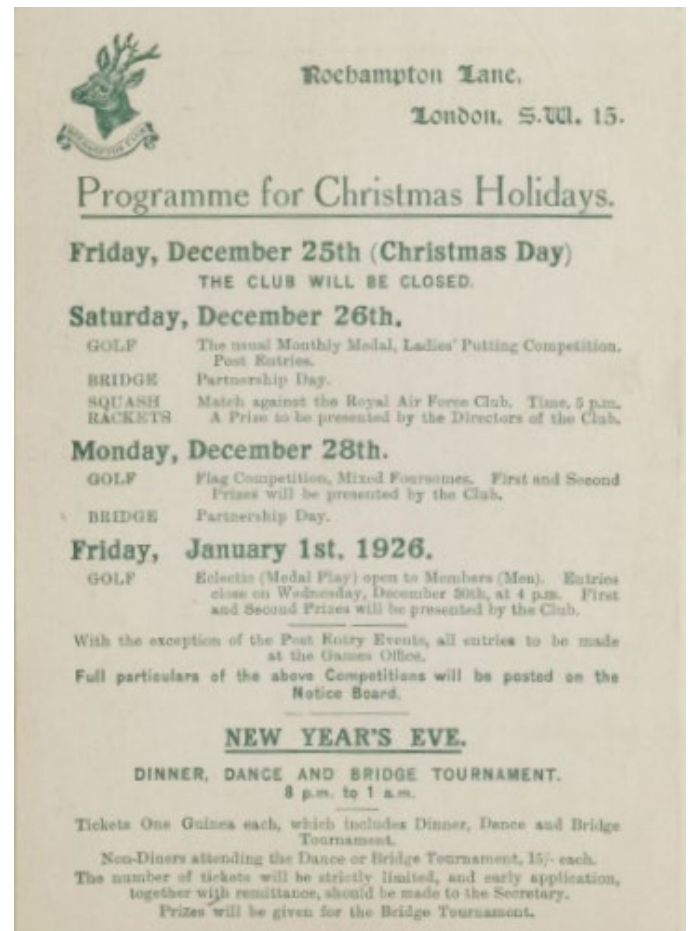 ROEHAMPTON CLUB
Roehampton Lane,
London, S.W. 15.
Programme for Christmas Holidays.
Friday, December 25th (Christmas Day)
THE CLUB WILL BE CLOSED.
Saturday, December 26th.
GOLF The usual Monthly Medal, Ladies' Putting Competition.
Post Entries.
BRIDGE Partnership Day.
SQUASH Match against the Royal Air Force Club. Time, 5 p.m.
RACKETS A Prize to be presented by the Directors of the Club.
Monday, December 28th.
GOLF Flag Competition, Mixed Foursomes. First and Second
Prizes will be presented by the Club.
BRIDGE Partnership Day.
Friday, January 1st, 1926.
GOLF Eclectic (Medal Play) open to Members (Men). Entries
close on Wednesday, December 30th, at 4 p.m. First
and Second Prizes will be presented by the Club.
With the exception of the Post Entry Events, all entries to be made
at the Games Office.
Full particulars of the above Competitions will be posted on the
Notice Board.
NEW YEAR'S EVE.
DINNER, DANCE AND BRIDGE TOURNAMENT.
8 p.m. to 1 a.m.
Tickets One Guinea each, which includes Dinner, Dance and Bridge
Tournament.
Non-Diners attending the Dance or Bridge Tournament, 15/- each.
The number of tickets will be strictly limited, and early application,
together with remittance, should be made to the Secretary.
Prizes will be given for the Bridge Tournament.